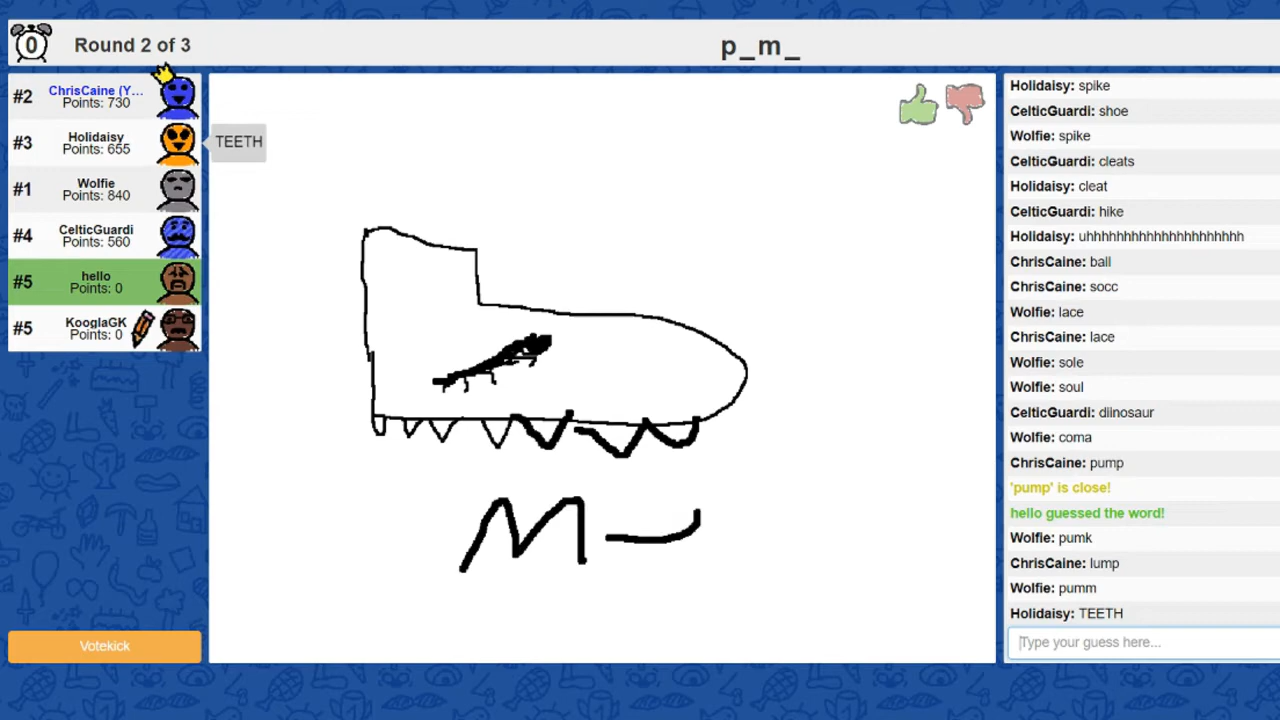 0
Round 2 of 3
p_m_
#2 ChrisCaine (Y...
Points: 730
#3 Holidaisy
Points: 655
TEETH
#1 Wolfie
Points: 840
#4 CelticGuardi
Points: 560
#5 hello
Points: 0
#5 KooglaGK
Points: 0
Votekick
M
Holidaisy: spike
CelticGuardi: shoe
Wolfie: spike
CelticGuardi: cleats
Holidaisy: cleat
CelticGuardi: hike
Holidaisy: uhhhhhhhhhhhhhhhhhhhhh
ChrisCaine: ball
ChrisCaine: socc
Wolfie: lace
ChrisCaine: lace
Wolfie: sole
Wolfie: soul
CelticGuardi: diinosaur
Wolfie: coma
ChrisCaine: pump
'pump' is close!
hello guessed the word!
Wolfie: pumk
ChrisCaine: lump
Wolfie: pumm
Holidaisy: TEETH
Type your guess here...